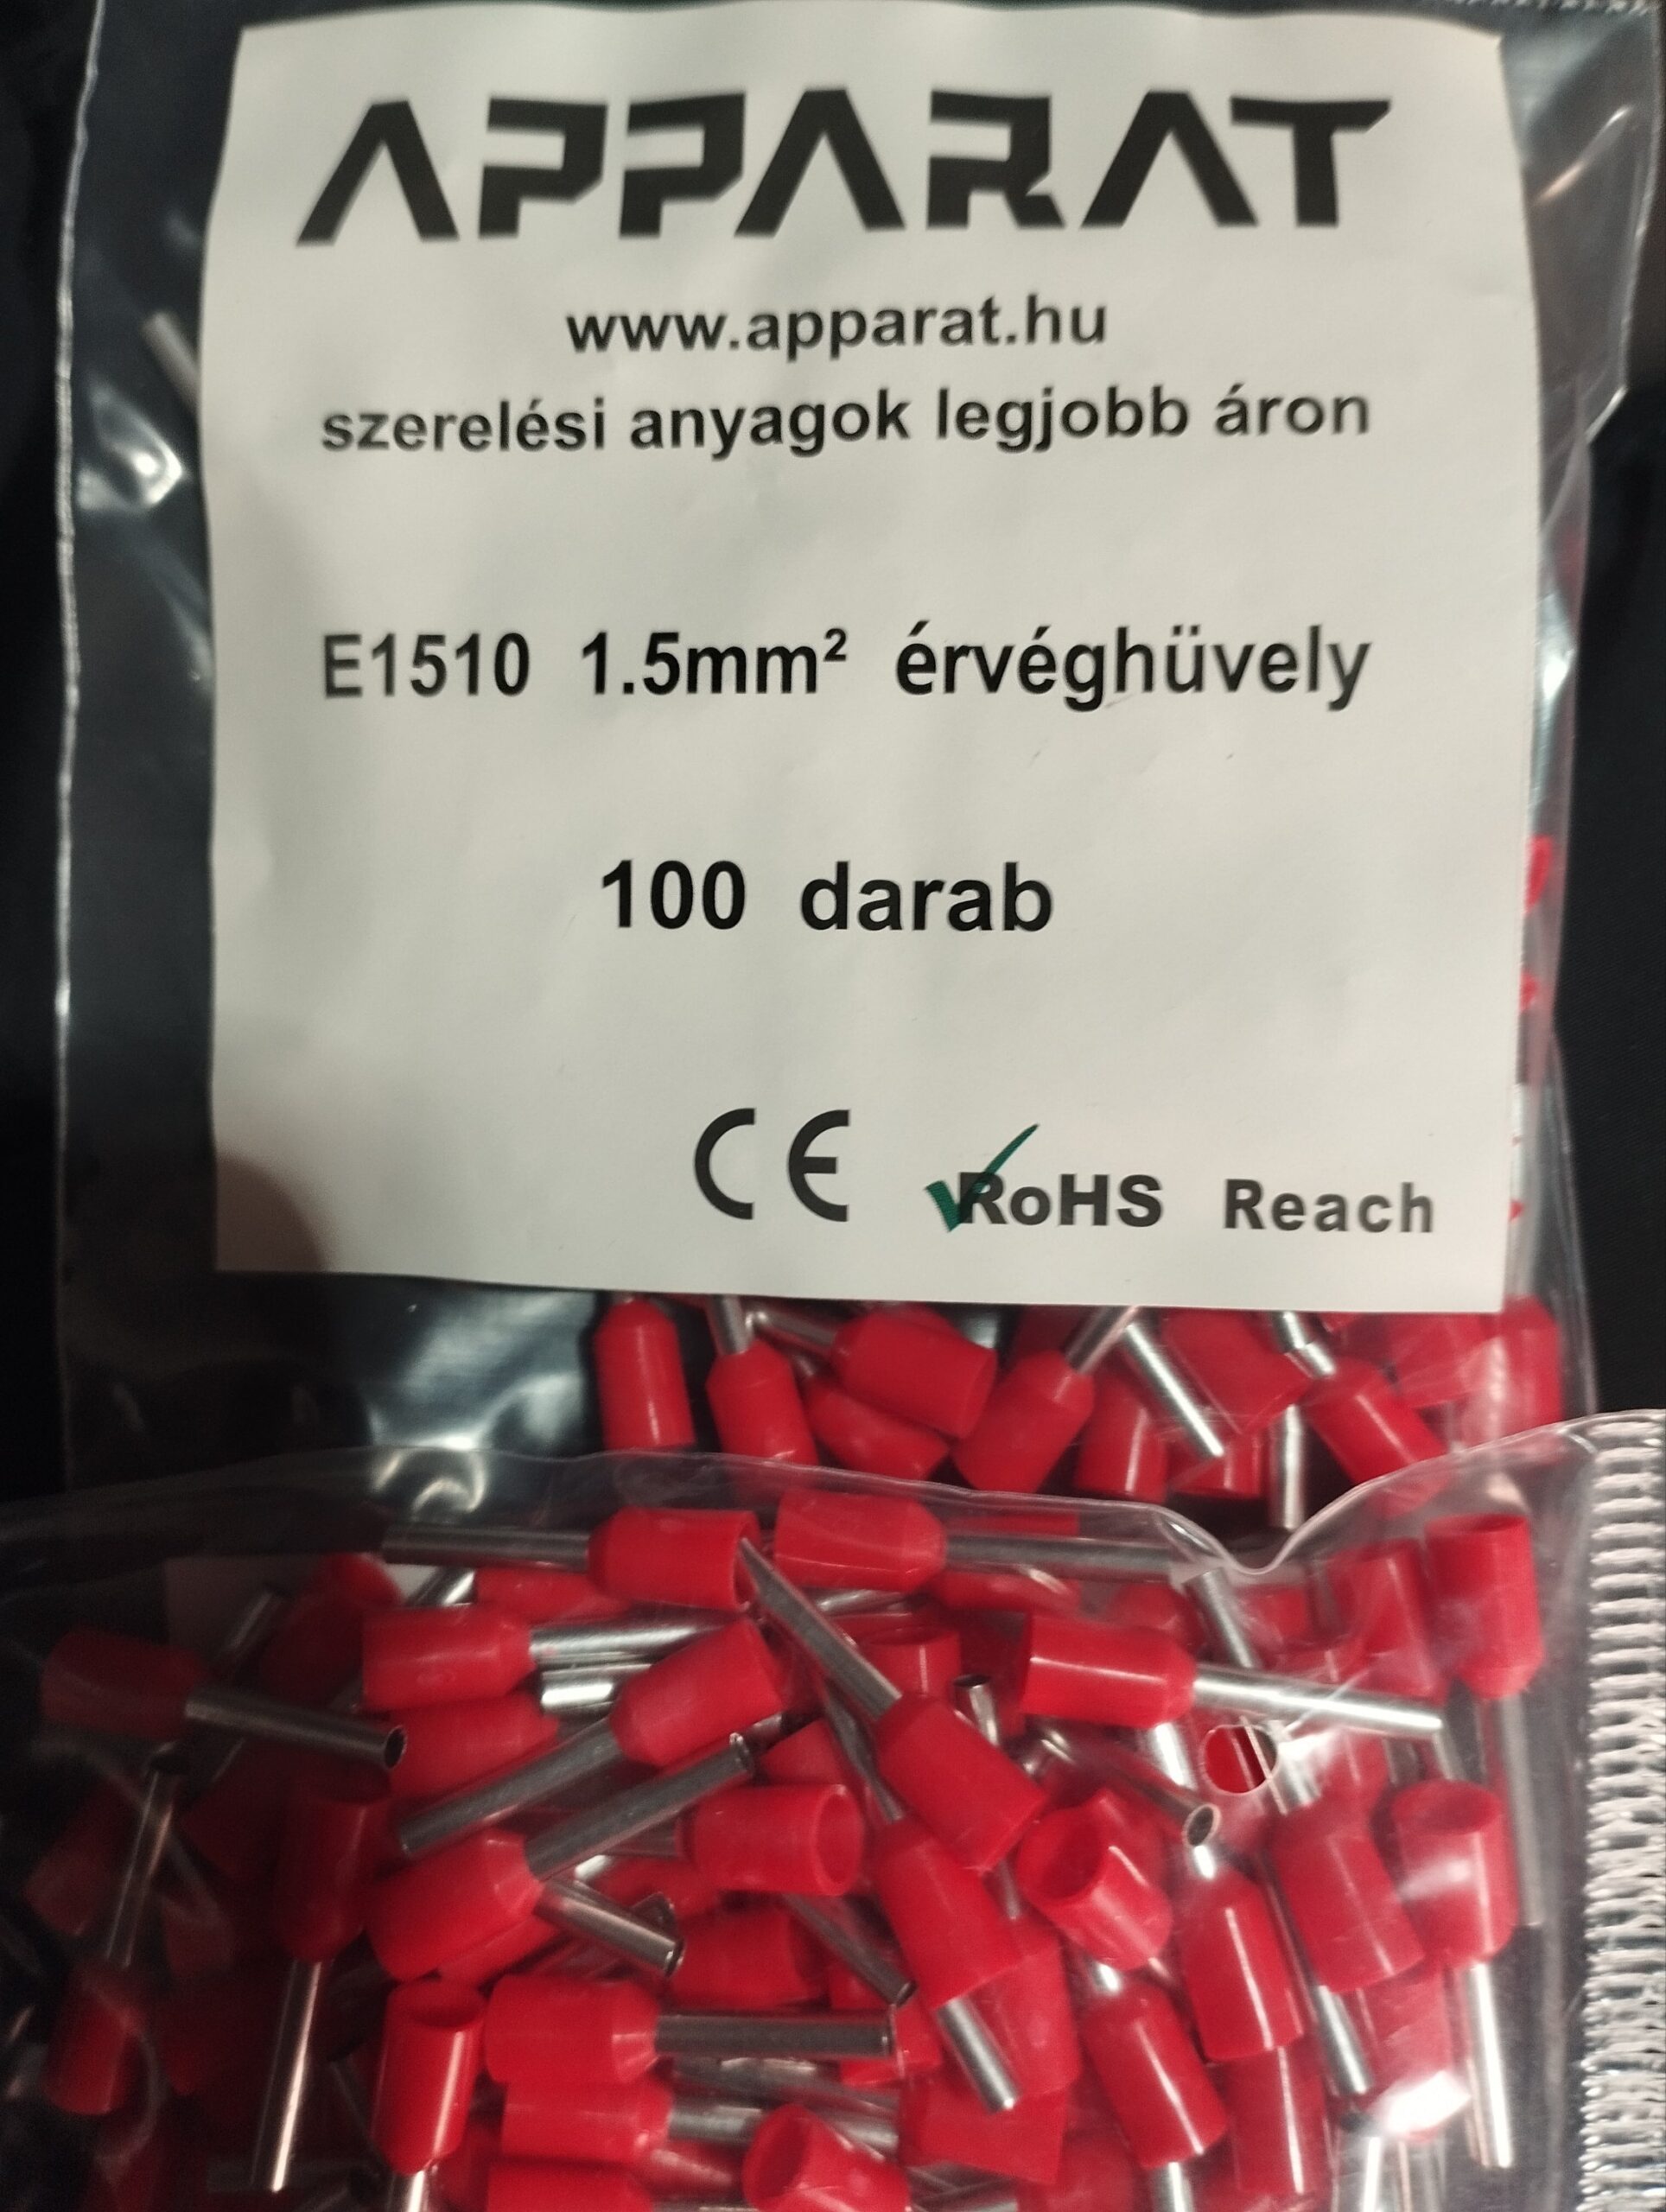 APPARAT
www.apparat.hu
szerelési anyagok legjobb áron
E1510 1.5mm² érvéghüvely
100 darab
CE RoHS Reach